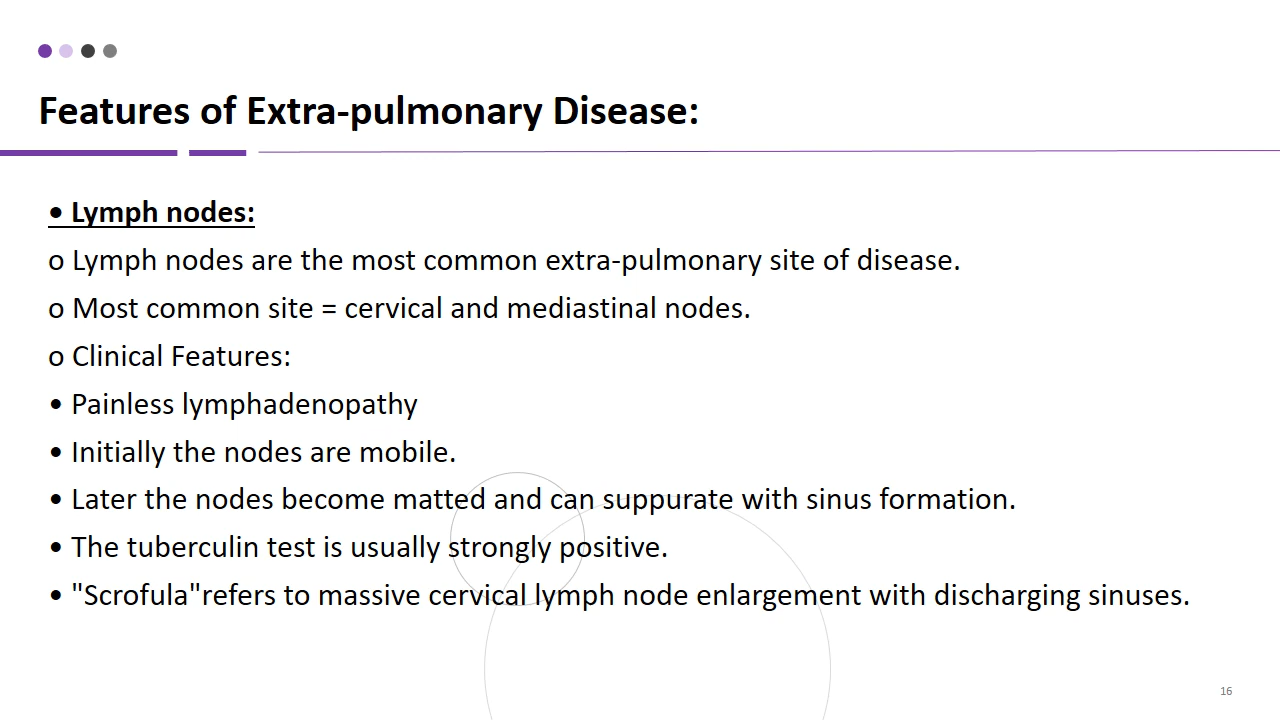 Features of Extra-pulmonary Disease:
• Lymph nodes:
o Lymph nodes are the most common extra-pulmonary site of disease.
o Most common site = cervical and mediastinal nodes.
o Clinical Features:
• Painless lymphadenopathy
• Initially the nodes are mobile.
• Later the nodes become matted and can suppurate with sinus formation.
• The tuberculin test is usually strongly positive.
• "Scrofula"refers to massive cervical lymph node enlargement with discharging sinuses.
16